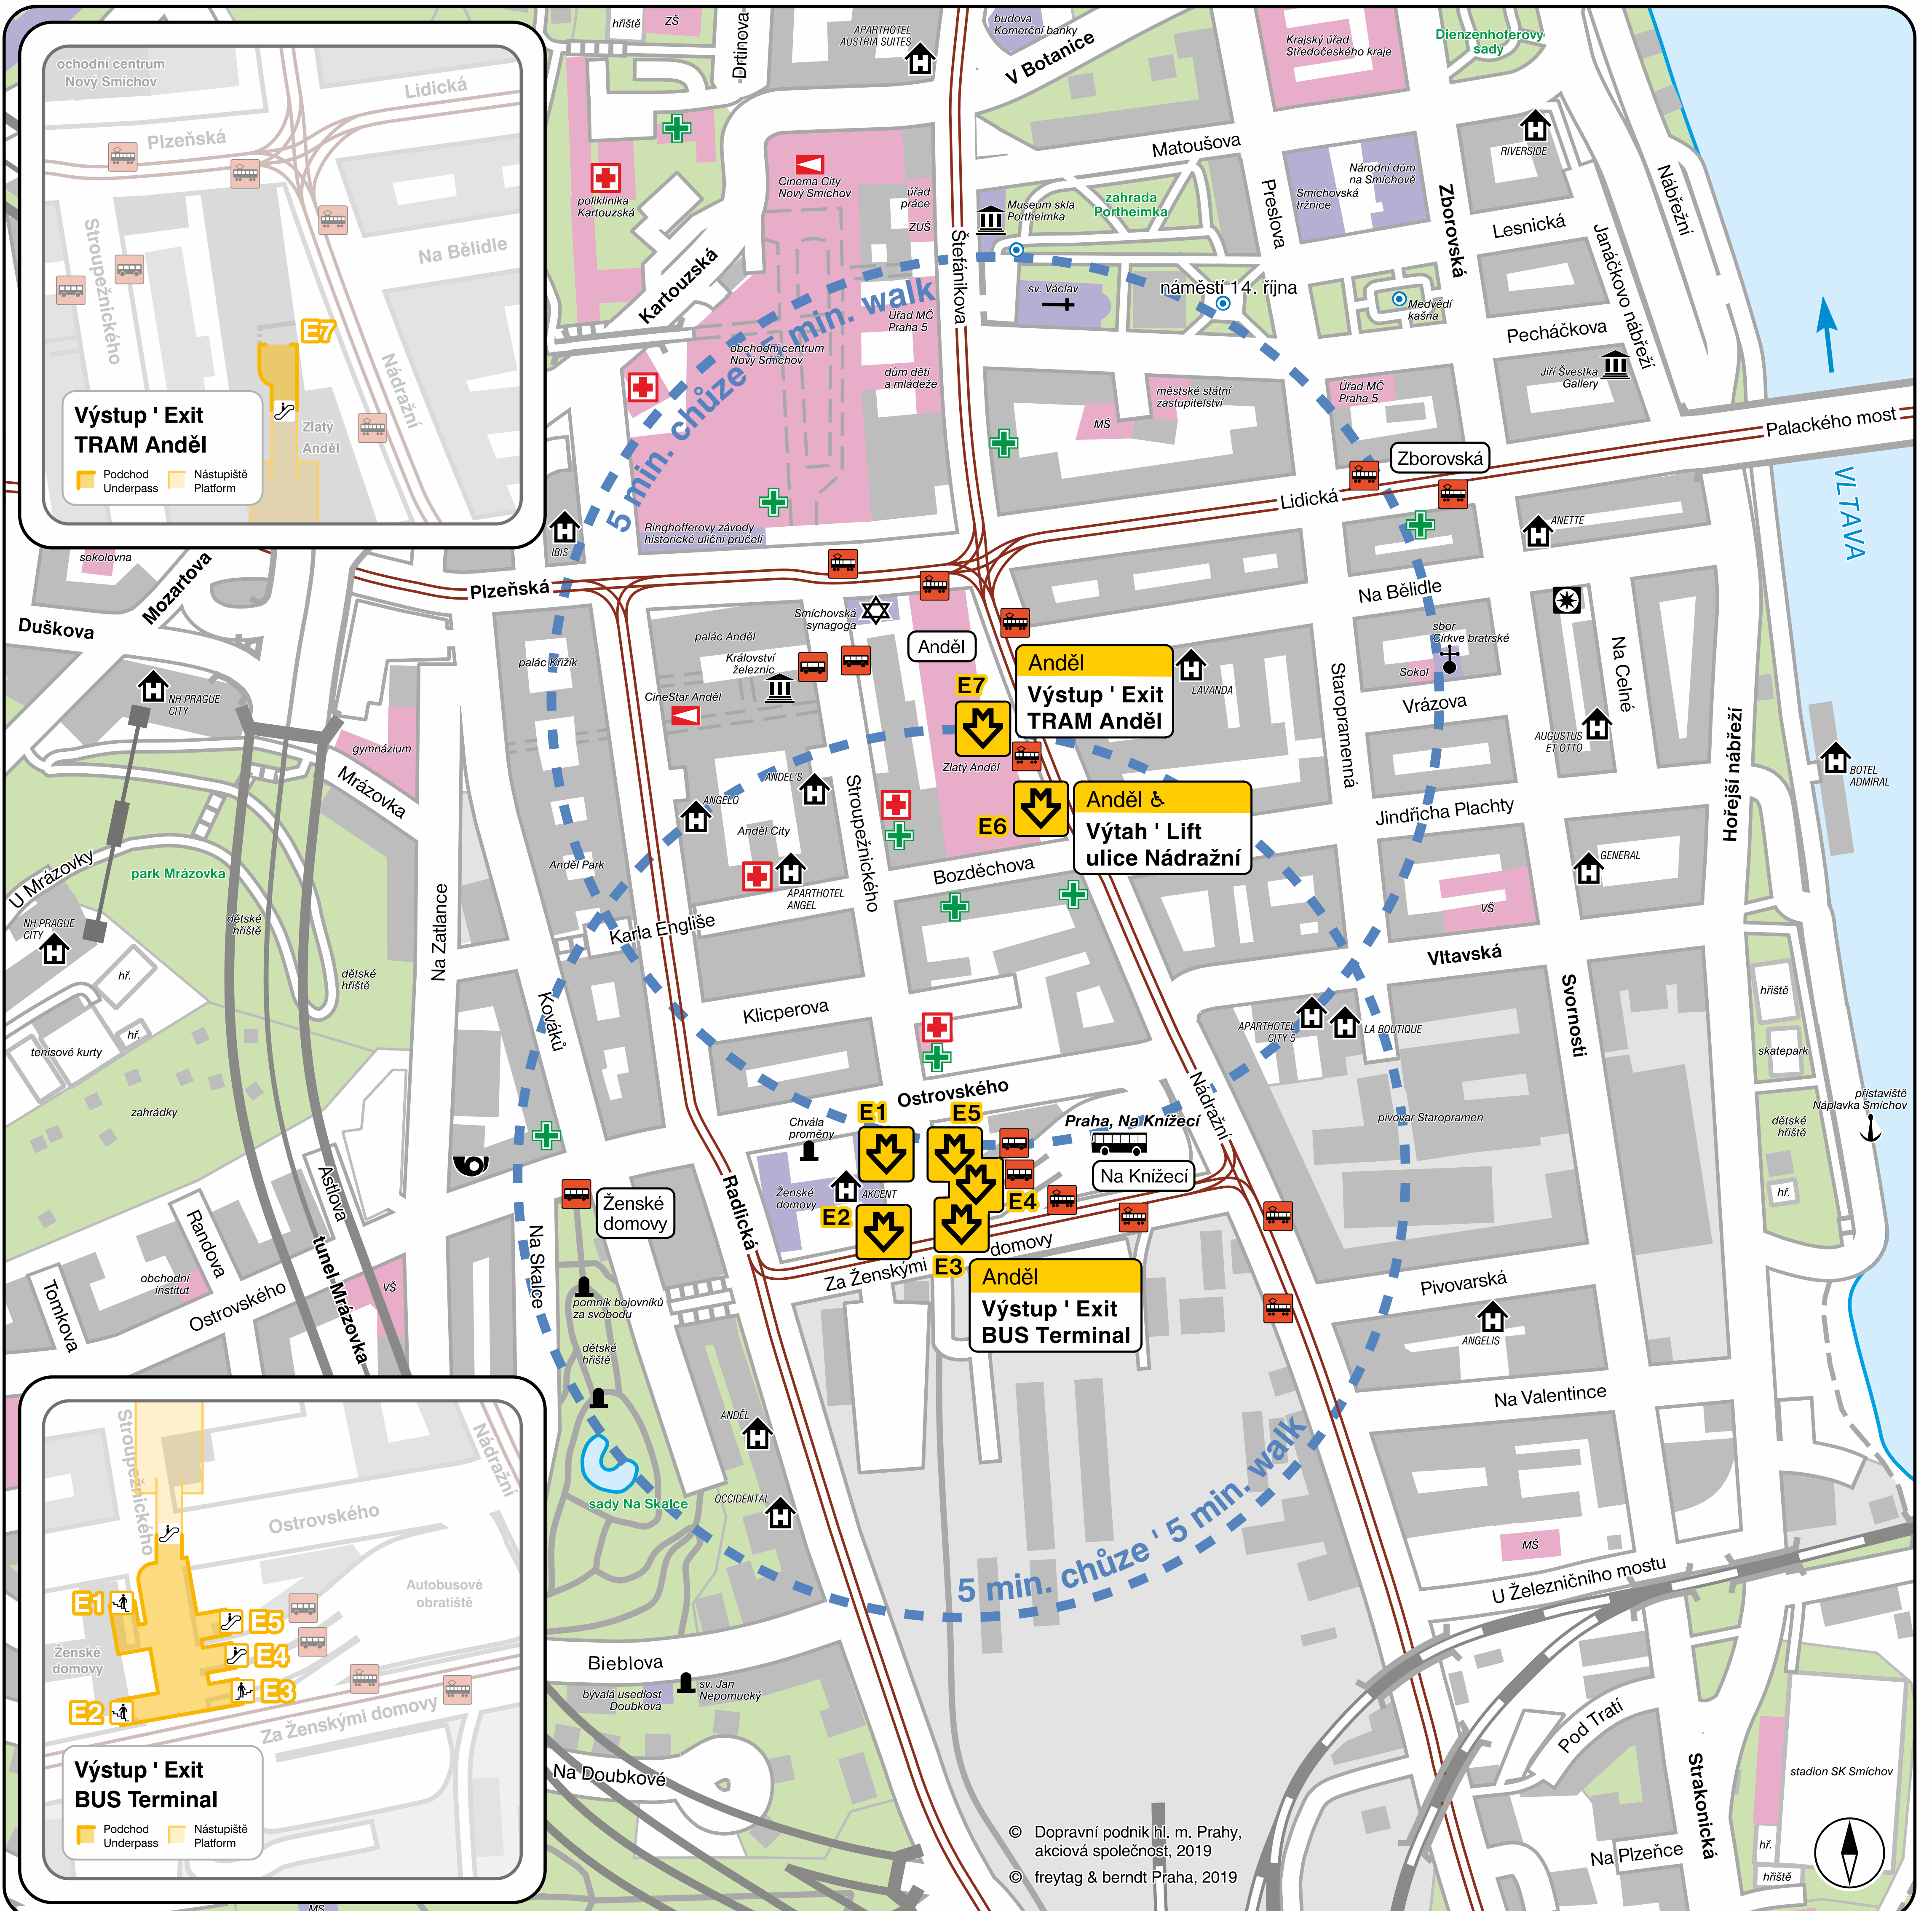 ochodní centrum
Nový Smíchov
Lidická
Plzeňská
Stroupežnického
Na Bělidle
E7
Nádražní
Zlatý
Anděl
Výstup ' Exit
TRAM Anděl
Podchod
Underpass
Nástupiště
Platform
hřiště
ZŠ
Drtinova
APARTHOTEL
AUSTRIA SUITES
budova
Komerční banky
V Botanice
Krajský úřad
Středočeského kraje
Dienzenhoferovy
sady
RIVERSIDE
Matoušova
Nábřežní
poliklinika
Kartouzská
Cinema City
Nový Smíchov
úřad
práce
ZUŠ
Museum skla
Portheimka
zahrada
Portheimka
Preslova
Smíchovská
tržnice
Národní dům
na Smíchově
Zborovská
Lesnická
Janáčkovo nábřeží
Kartouzská
Štefánikova
sv. Václav
náměstí 14. října
Medvědí
kašna
Pecháčkova
5 min. chůze ' 5 min. walk
obchodní centrum
Nový Smíchov
Úřad MČ
Praha 5
dům dětí
a mládeže
MŠ
městské státní
zastupitelství
Úřad MČ
Praha 5
Jiří Švestka
Gallery
Palackého most
Zborovská
Lidická
VLTAVA
IBIS
Ringhofferovy závody
historické uliční průčelí
ANETTE
sokolovna
Mozartova
Duškova
Plzeňská
Na Bělidle
Smíchovská
synagoga
palác Anděl
Království
železnic
Anděl
palác Křižík
CineStar Anděl
sbor
Církve bratrské
Sokol
Na Celné
Anděl
Výstup ' Exit
TRAM Anděl
E7
LAVANDA
Staropramenná
Vrázova
NH PRAGUE
CITY
gymnázium
Mrázovka
Zlatý Anděl
AUGUSTUS
ET OTTO
Hořejší nábřeží
BOTEL
ADMIRAL
ANDEL'S
ANGELO
Anděl City
Stroupežnického
E6
Anděl
Výtah ' Lift
ulice Nádražní
Jindřicha Plachty
U Mrázovky
park Mrázovka
Anděl Park
APARTHOTEL
ANGEL
Bozděchova
GENERAL
VŠ
NH PRAGUE
CITY
dětské
hřiště
Na Zatlance
Karla Engliše
Vltavská
hř.
dětské
hřiště
Klicperova
Kováků
Svornosti
hřiště
APARTHOTEL
CITY 5
LA BOUTIQUE
hř.
tenisové kurty
skatepark
zahrádky
Ostrovského
Nádražní
pivovar Staropramen
přístaviště
Náplavka Smíchov
dětské
hřiště
hř.
E1
E5
Chvála
proměny
Praha, Na Knížecí
Na Knížecí
Astlova
Radlická
Ženské
domovy
AKCENT
E2
E4
E3
Ženské
domovy
Randova
Na Skalce
Za Ženskými
domovy
Anděl
Výstup ' Exit
BUS Terminal
Pivovarská
obchodní
institut
Ostrovského
tunel Mrázovka
VŠ
Tomkova
pomník bojovníků
za svobodu
dětské
hřiště
ANGELIS
Na Valentince
ANDĚL
OCCIDENTAL
sady Na Skalce
5 min. chůze ' 5 min. walk
MŠ
U Železničního mostu
Stroupežnického
Nádražní
Ostrovského
Autobusové
obratiště
E1
E5
E4
E3
E2
Ženské
domovy
Za Ženskými domovy
Výstup ' Exit
BUS Terminal
Podchod
Underpass
Nástupiště
Platform
Bieblova
bývalá usedlost
Doubková
sv. Jan
Nepomucký
Na Doubkové
Pod Tratí
Strakonická
stadion SK Smíchov
Na Plzeňce
hř.
hřiště
MŠ
© Dopravní podnik hl. m. Prahy,
akciová společnost, 2019
© freytag & berndt Praha, 2019